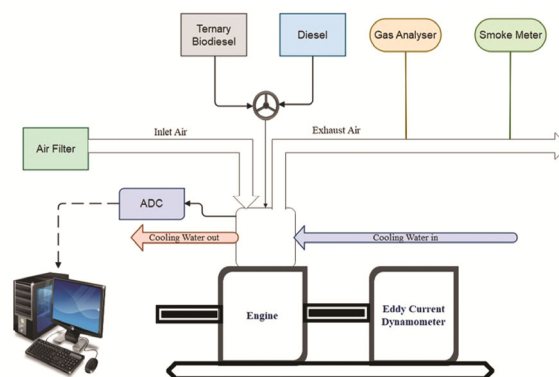 Ternary
Biodiesel
Diesel
Gas Analyser
Smoke Meter
Inlet Air
Exhaust Air
Air Filter
ADC
Cooling Water out
Cooling Water in
Engine
Eddy Current
Dynamometer